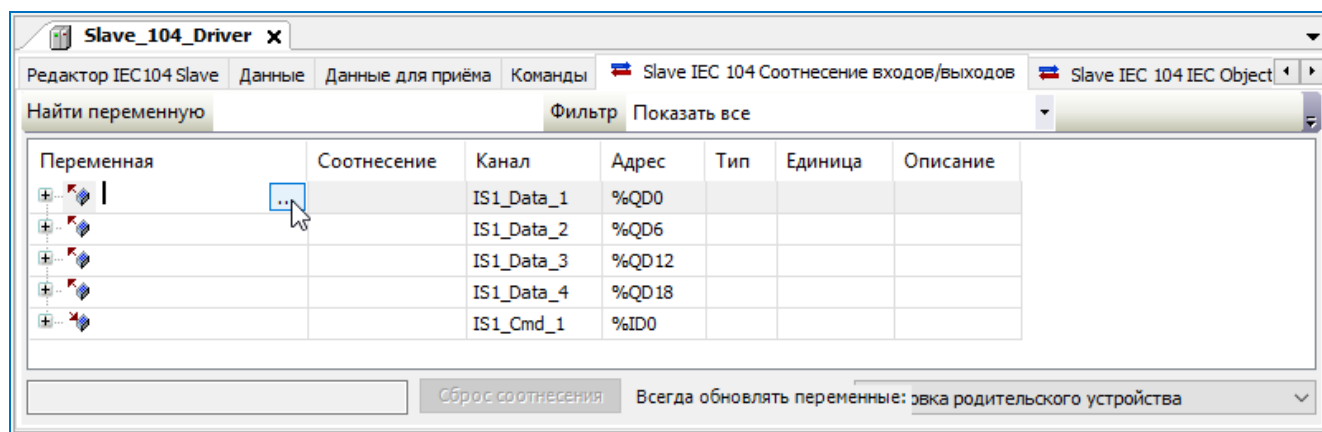 Slave_104_Driver
Редактор IEC104 Slave Данные Данные для приёма Команды Slave IEC 104 Соотнесение входов/выходов Slave IEC 104 IEC Object
Найти переменную Фильтр Показать все
Переменная Соотнесение Канал Адрес Тип Единица Описание
... IS1_Data_1 %QD0
IS1_Data_2 %QD6
IS1_Data_3 %QD12
IS1_Data_4 %QD18
IS1_Cmd_1 %ID0
Сброс соотнесения Всегда обновлять переменные: овка родительского устройства